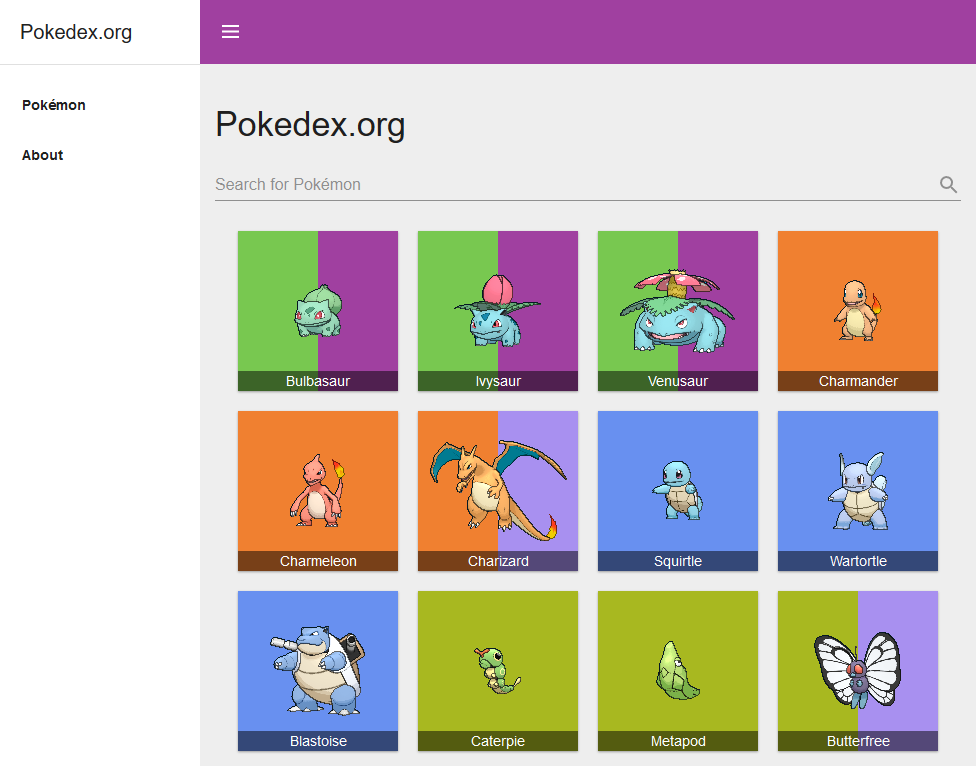 Pokedex.org
Pokémon
About
Pokedex.org
Search for Pokémon
Bulbasaur
Ivysaur
Venusaur
Charmander
Charmeleon
Charizard
Squirtle
Wartortle
Blastoise
Caterpie
Metapod
Butterfree